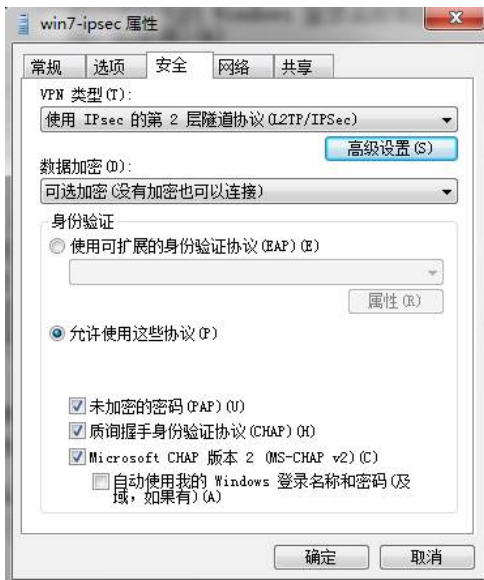 win7-ipsec 属性
常规 选项 安全 网络 共享
VPN 类型(T):
使用 IPsec 的第 2 层隧道协议(L2TP/IPSec)
高级设置(S)
数据加密(D):
可选加密(没有加密也可以连接)
身份验证
使用可扩展的身份验证协议(EAP)(E)
属性(R)
允许使用这些协议(P)
未加密的密码(PAP)(U)
质询握手身份验证协议(CHAP)(H)
Microsoft CHAP 版本 2 (MS-CHAP v2)(C)
自动使用我的 Windows 登录名称和密码(及
域,如果有)(A)
确定 取消